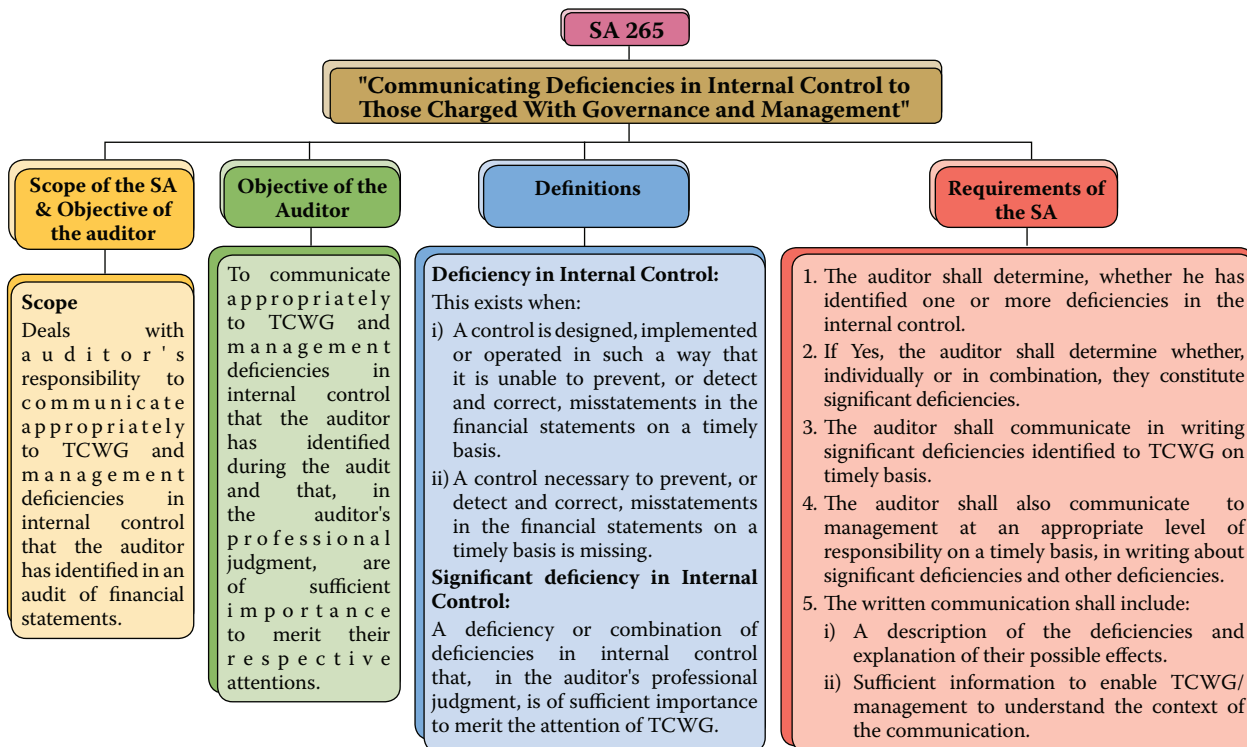 SA 265
"Communicating Deficiencies in Internal Control to
Those Charged With Governance and Management"
Scope of the SA
& Objective of
the auditor
Scope
Deals with
auditor's
responsibility to
communicate
appropriately
to TCWG and
management
deficiencies in
internal control
that the auditor
has identified in an
audit of financial
statements.
Objective of the
Auditor
To communicate
appropriately
to TCWG and
management
deficiencies in
internal control
that the auditor
has identified
during the audit
and that, in
the auditor's
professional
judgment, are
of sufficient
importance
to merit their
respective
attentions.
Definitions
Deficiency in Internal Control:
This exists when:
i) A control is designed, implemented
or operated in such a way that
it is unable to prevent, or detect
and correct, misstatements in the
financial statements on a timely
basis.
ii) A control necessary to prevent, or
detect and correct, misstatements
in the financial statements on a
timely basis is missing.
Significant deficiency in Internal
Control:
A deficiency or combination of
deficiencies in internal control
that, in the auditor's professional
judgment, is of sufficient importance
to merit the attention of TCWG.
Requirements of
the SA
1. The auditor shall determine, whether he has
identified one or more deficiencies in the
internal control.
2. If Yes, the auditor shall determine whether,
individually or in combination, they constitute
significant deficiencies.
3. The auditor shall communicate in writing
significant deficiencies identified to TCWG on
timely basis.
4. The auditor shall also communicate to
management at an appropriate level of
responsibility on a timely basis, in writing about
significant deficiencies and other deficiencies.
5. The written communication shall include:
i) A description of the deficiencies and
explanation of their possible effects.
ii) Sufficient information to enable TCWG/
management to understand the context of
the communication.